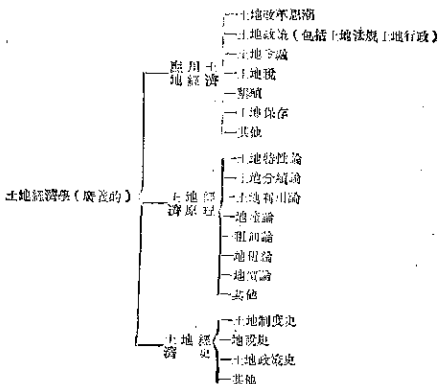 土地改革思潮
土地政策（包括土地法規土地行政）
土地金融
土地稅
墾殖
土地保存
其他
應用土地經濟
土地特性論
土地分類論
土地利用論
地權論
租佃論
地租論
地價論
其他
土地經濟原理
土地經濟學（廣義的）
土地制度史
地稅史
土地政策史
其他
土地經濟史